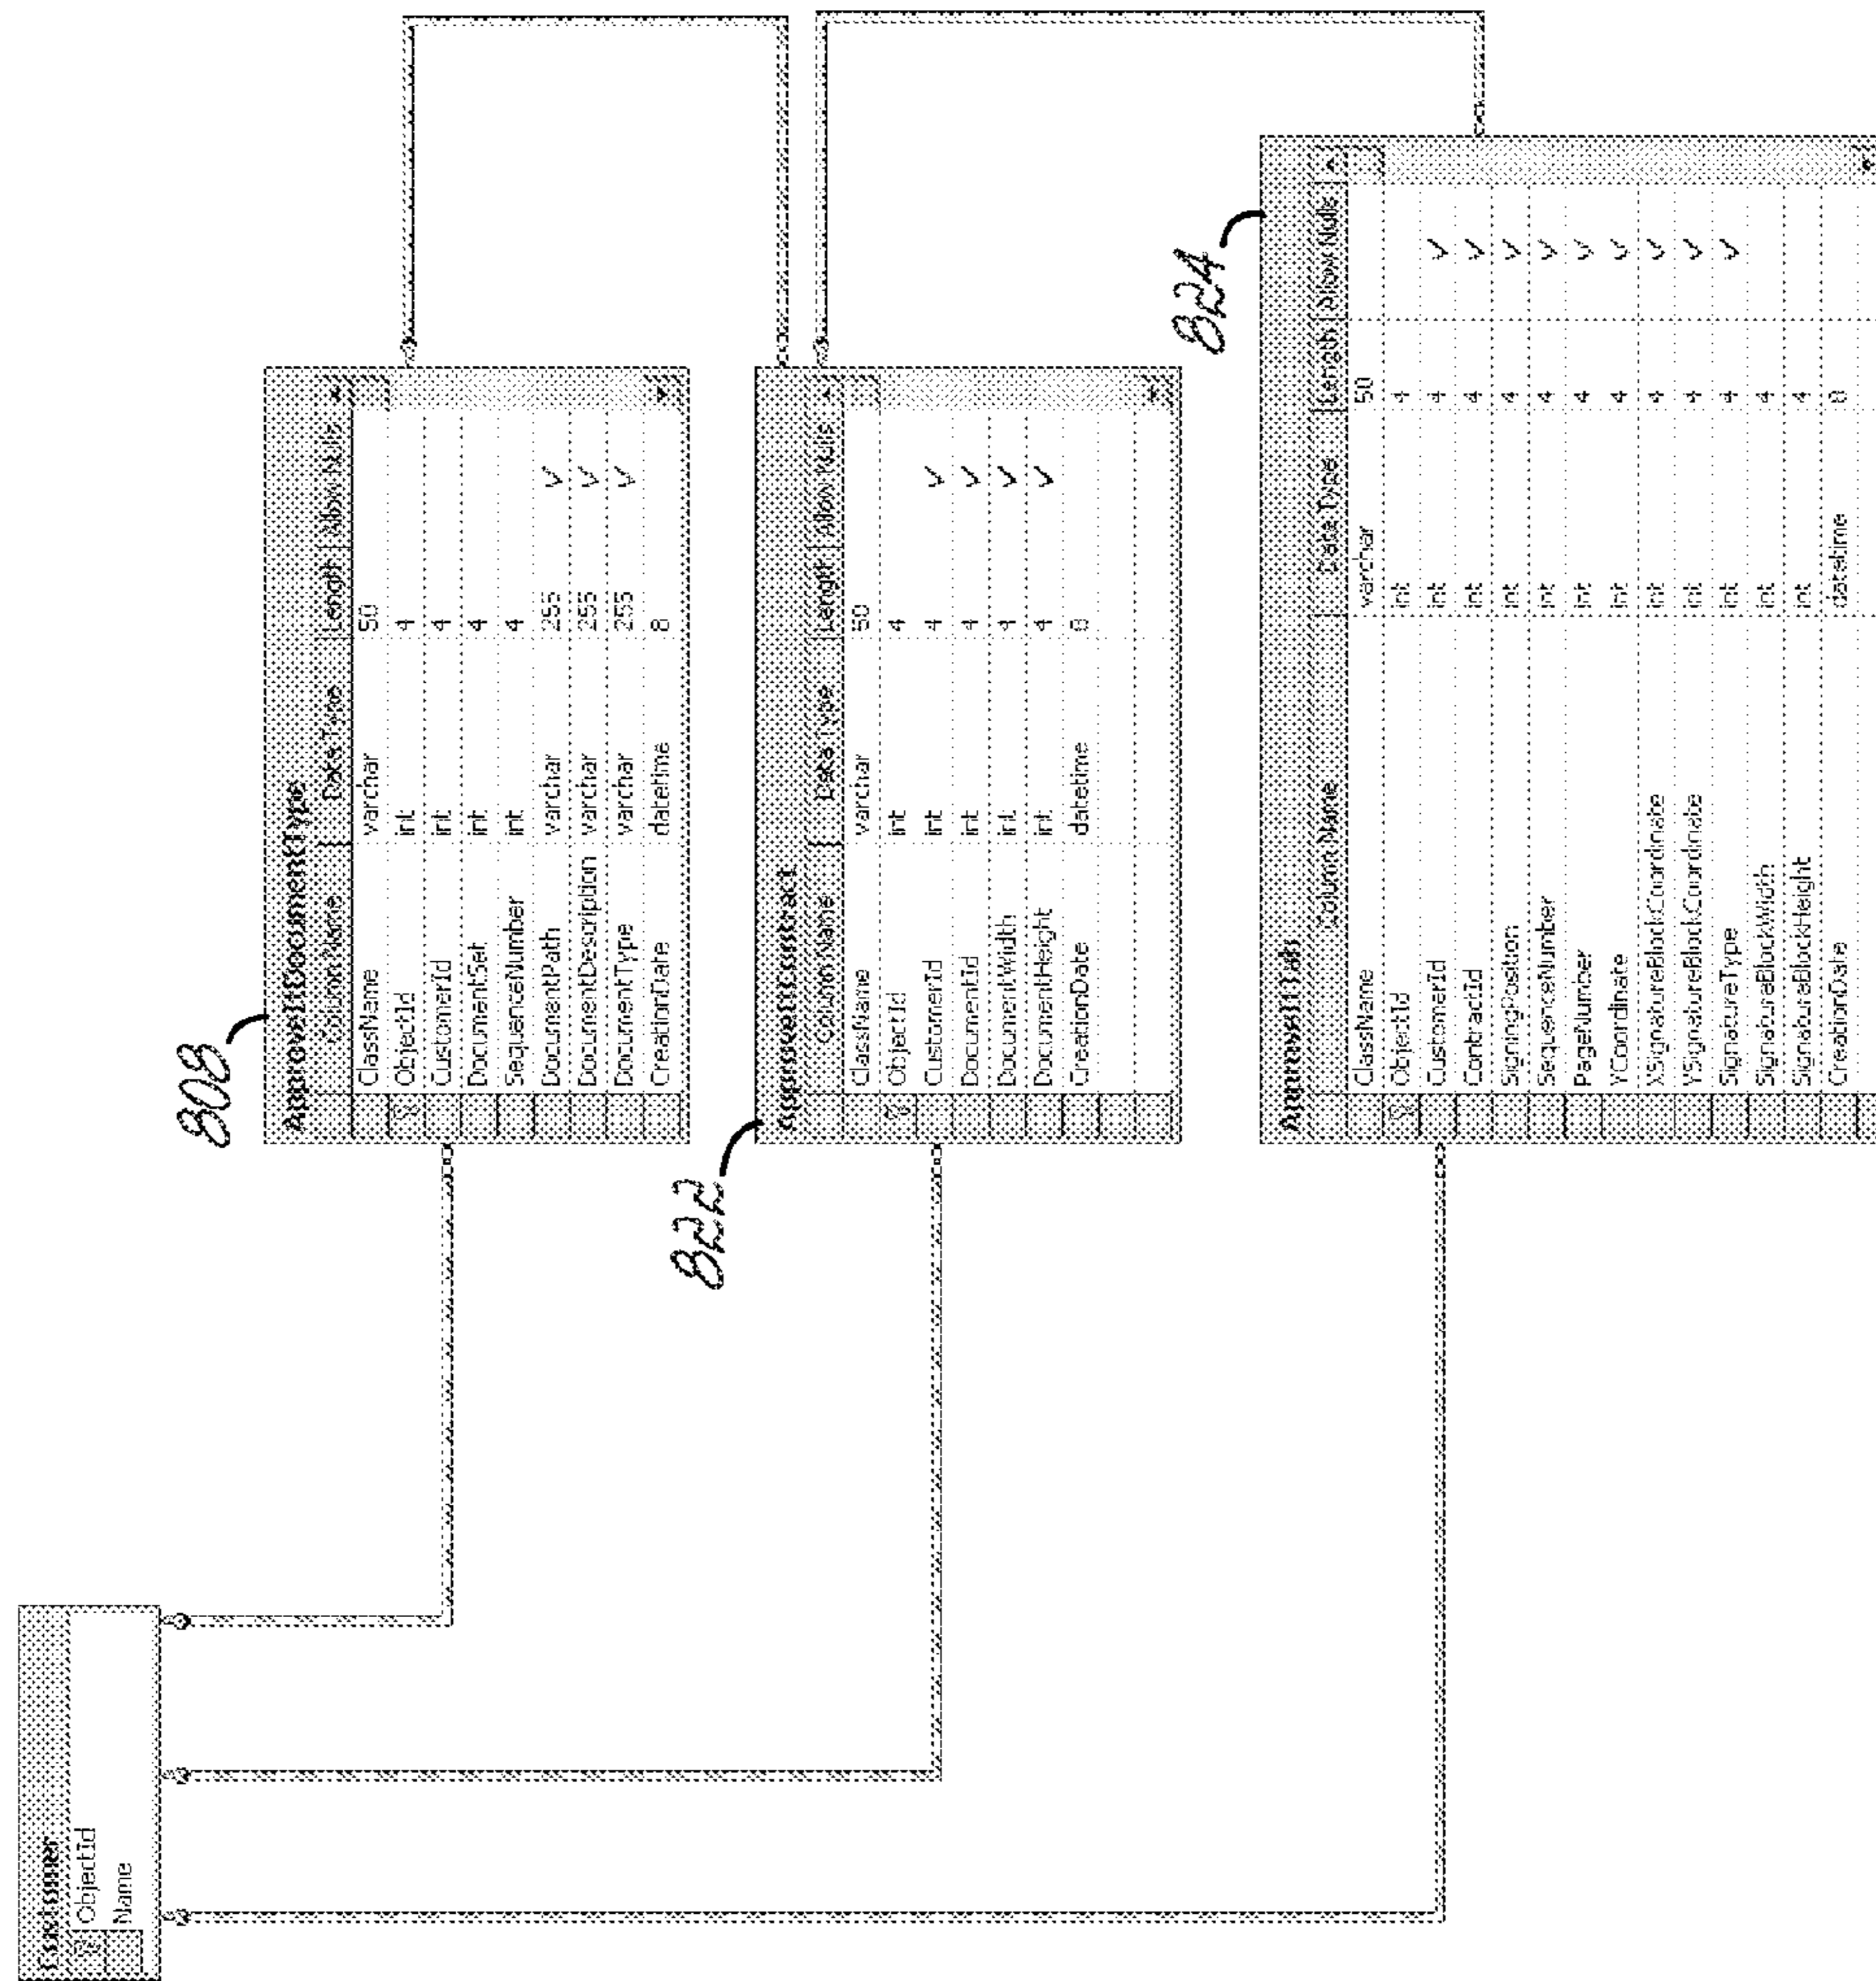 Customer
ObjectId
Name
808
ApproveItDocumentType
Column Name Data Type Length Allow Nulls
ClassName varchar 50
ObjectId int 4
CustomerId int 4
DocumentSet int 4
SequenceNumber int 4
DocumentPath varchar 255
DocumentDescription varchar 255
DocumentType varchar 255
CreationDate datetime 8
822
ApproveItContract
Column Name Data Type Length Allow Nulls
ClassName varchar 50
ObjectId int 4
CustomerId int 4
DocumentId int 4
DocumentWidth int 4
DocumentHeight int 4
CreationDate datetime 8
824
ApproveItTab
Column Name Data Type Length Allow Nulls
ClassName varchar 50
ObjectId int 4
CustomerId int 4
ContractId int 4
SigningPosition int 4
SequenceNumber int 4
PageNumber int 4
YCoordinate int 4
XSignatureBlockCoordinate int 4
YSignatureBlockCoordinate int 4
SignatureType int 4
SignatureBlockWidth int 4
SignatureBlockHeight int 4
CreationDate datetime 8